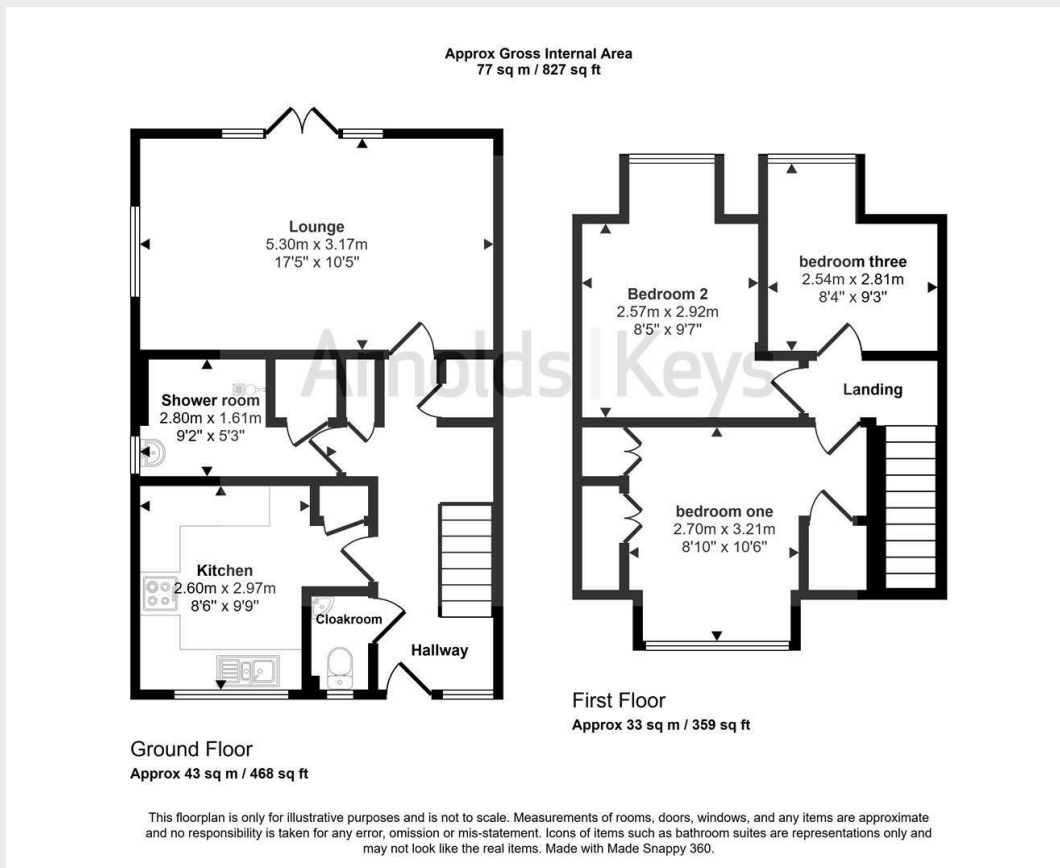 Approx Gross Internal Area
77 sq m / 827 sq ft
Lounge
5.30m x 3.17m
17'5" x 10'5"
Shower room
2.80m x 1.61m
9'2" x 5'3"
Kitchen
2.60m x 2.97m
8'6" x 9'9"
Cloakroom
Hallway
Bedroom 2
2.57m x 2.92m
8'5" x 9'7"
bedroom three
2.54m x 2.81m
8'4" x 9'3"
Landing
bedroom one
2.70m x 3.21m
8'10" x 10'6"
Arnolds | Keys
Ground Floor
Approx 43 sq m / 468 sq ft
First Floor
Approx 33 sq m / 359 sq ft
This floorplan is only for illustrative purposes and is not to scale. Measurements of rooms, doors, windows, and any items are approximate
and no responsibility is taken for any error, omission or mis-statement. Icons of items such as bathroom suites are representations only and
may not look like the real items. Made with Made Snappy 360.